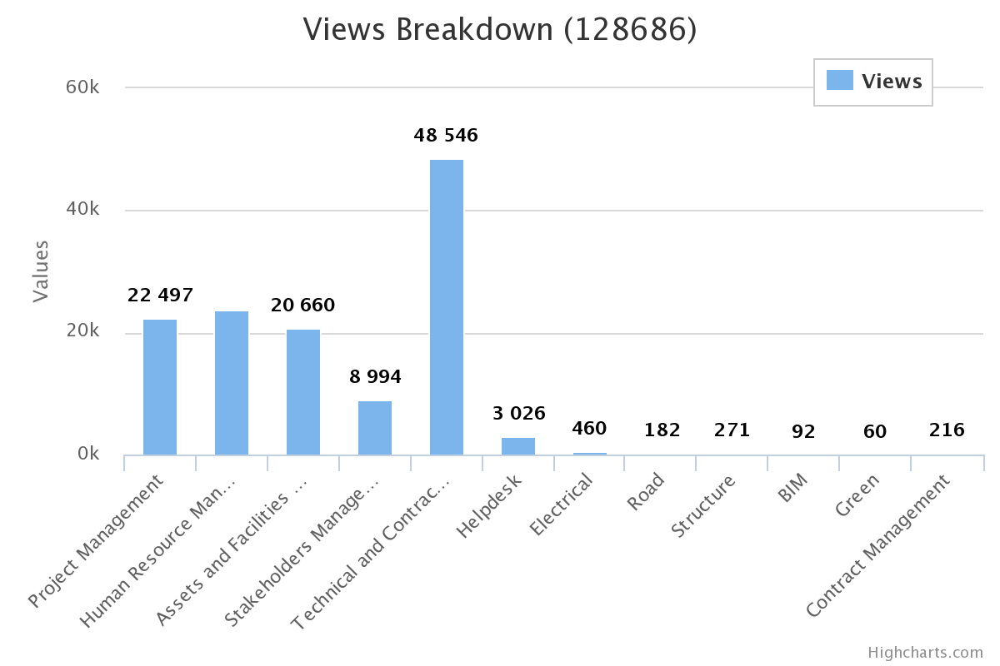 Views Breakdown (128686)
Views
Values
60k
40k
20k
0k
22 497
20 660
8 994
48 546
3 026
460
182
271
92
60
216
Project Management
Human Resource Man...
Assets and Facilities ...
Stakeholders Manage...
Technical and Contrac...
Helpdesk
Electrical
Road
Structure
BIM
Green
Contract Management
Highcharts.com